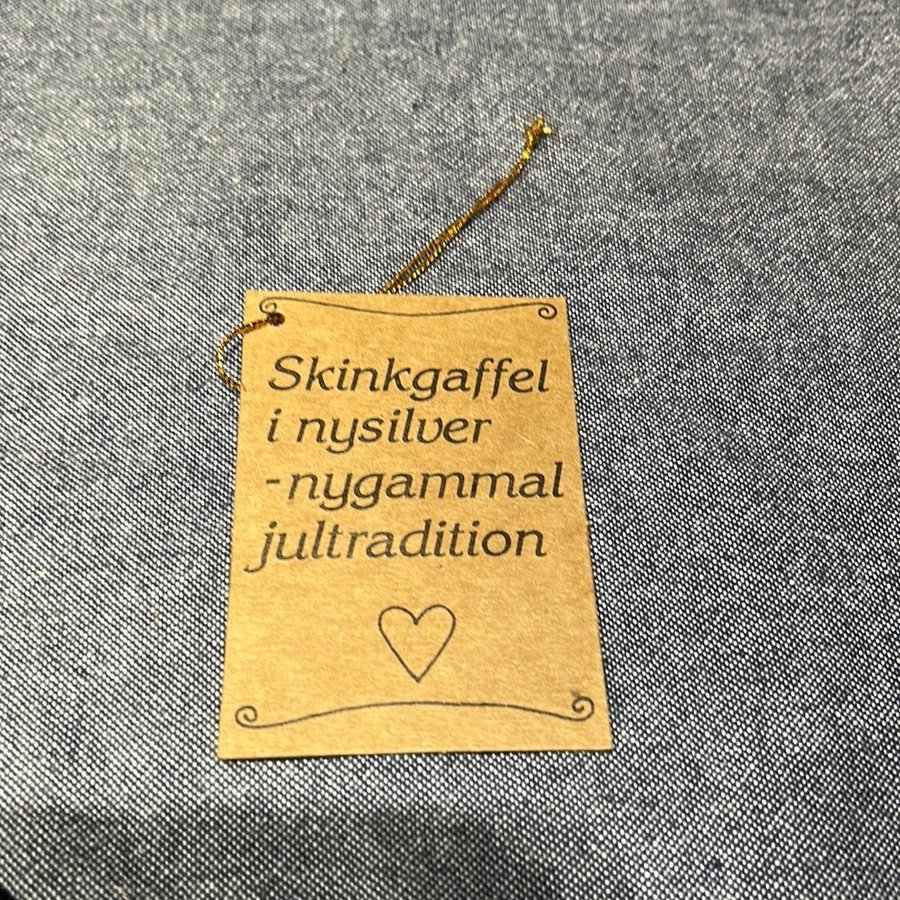 Skinkgaffel
i nysilver
-nygammal
jultradition